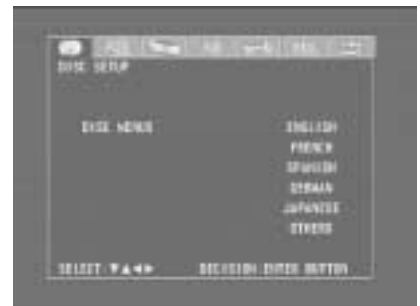 DISC SETUP
DISC MENUS
ENGLISH
FRENCH
SPANISH
GERMAN
JAPANESE
OTHERS
SELECT ▼▲◄► DECISION:ENTER BUTTON